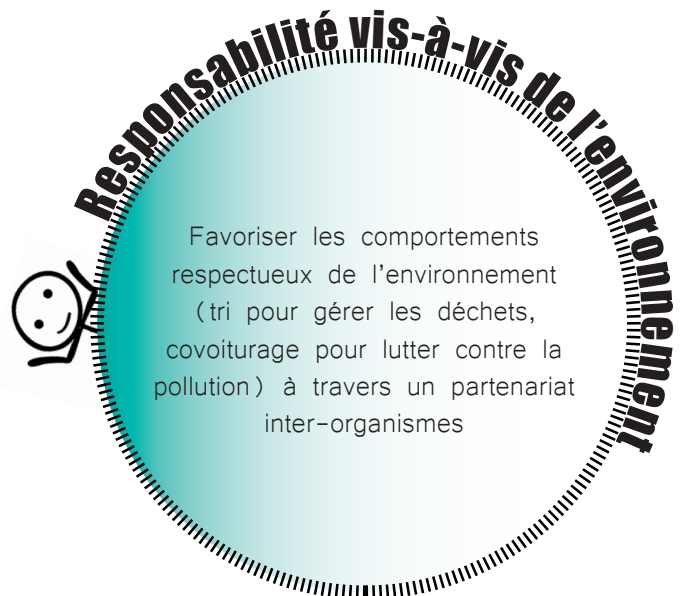 Responsabilité vis-à-vis de l'environnement
Favoriser les comportements
respectueux de l'environnement
(tri pour gérer les déchets,
covoiturage pour lutter contre la
pollution) à travers un partenariat
inter-organismes